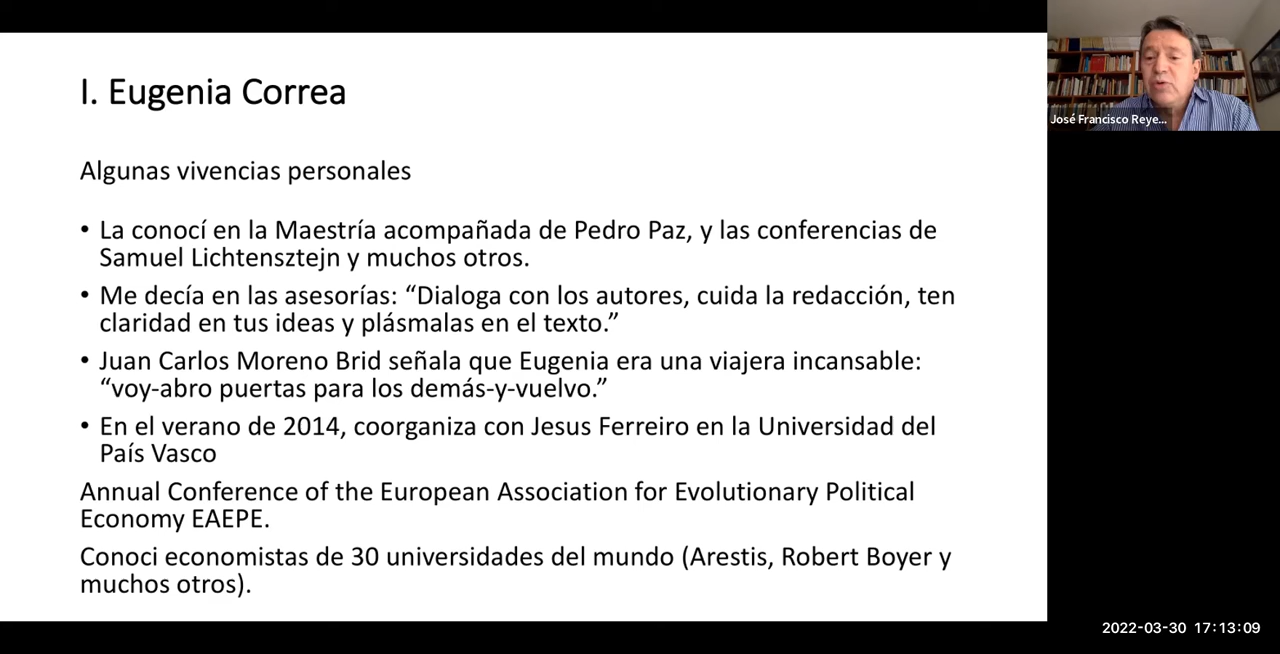 I. Eugenia Correa
Algunas vivencias personales
• La conocí en la Maestría acompañada de Pedro Paz, y las conferencias de
Samuel Lichtensztejn y muchos otros.
• Me decía en las asesorías: “Dialoga con los autores, cuida la redacción, ten
claridad en tus ideas y plásmalas en el texto.”
• Juan Carlos Moreno Brid señala que Eugenia era una viajera incansable:
“voy-abro puertas para los demás-y-vuelvo.”
• En el verano de 2014, coorganiza con Jesus Ferreiro en la Universidad del
País Vasco
Annual Conference of the European Association for Evolutionary Political
Economy EAEPE.
Conoci economistas de 30 universidades del mundo (Arestis, Robert Boyer y
muchos otros).
José Francisco Reye...
2022-03-30 17:13:09